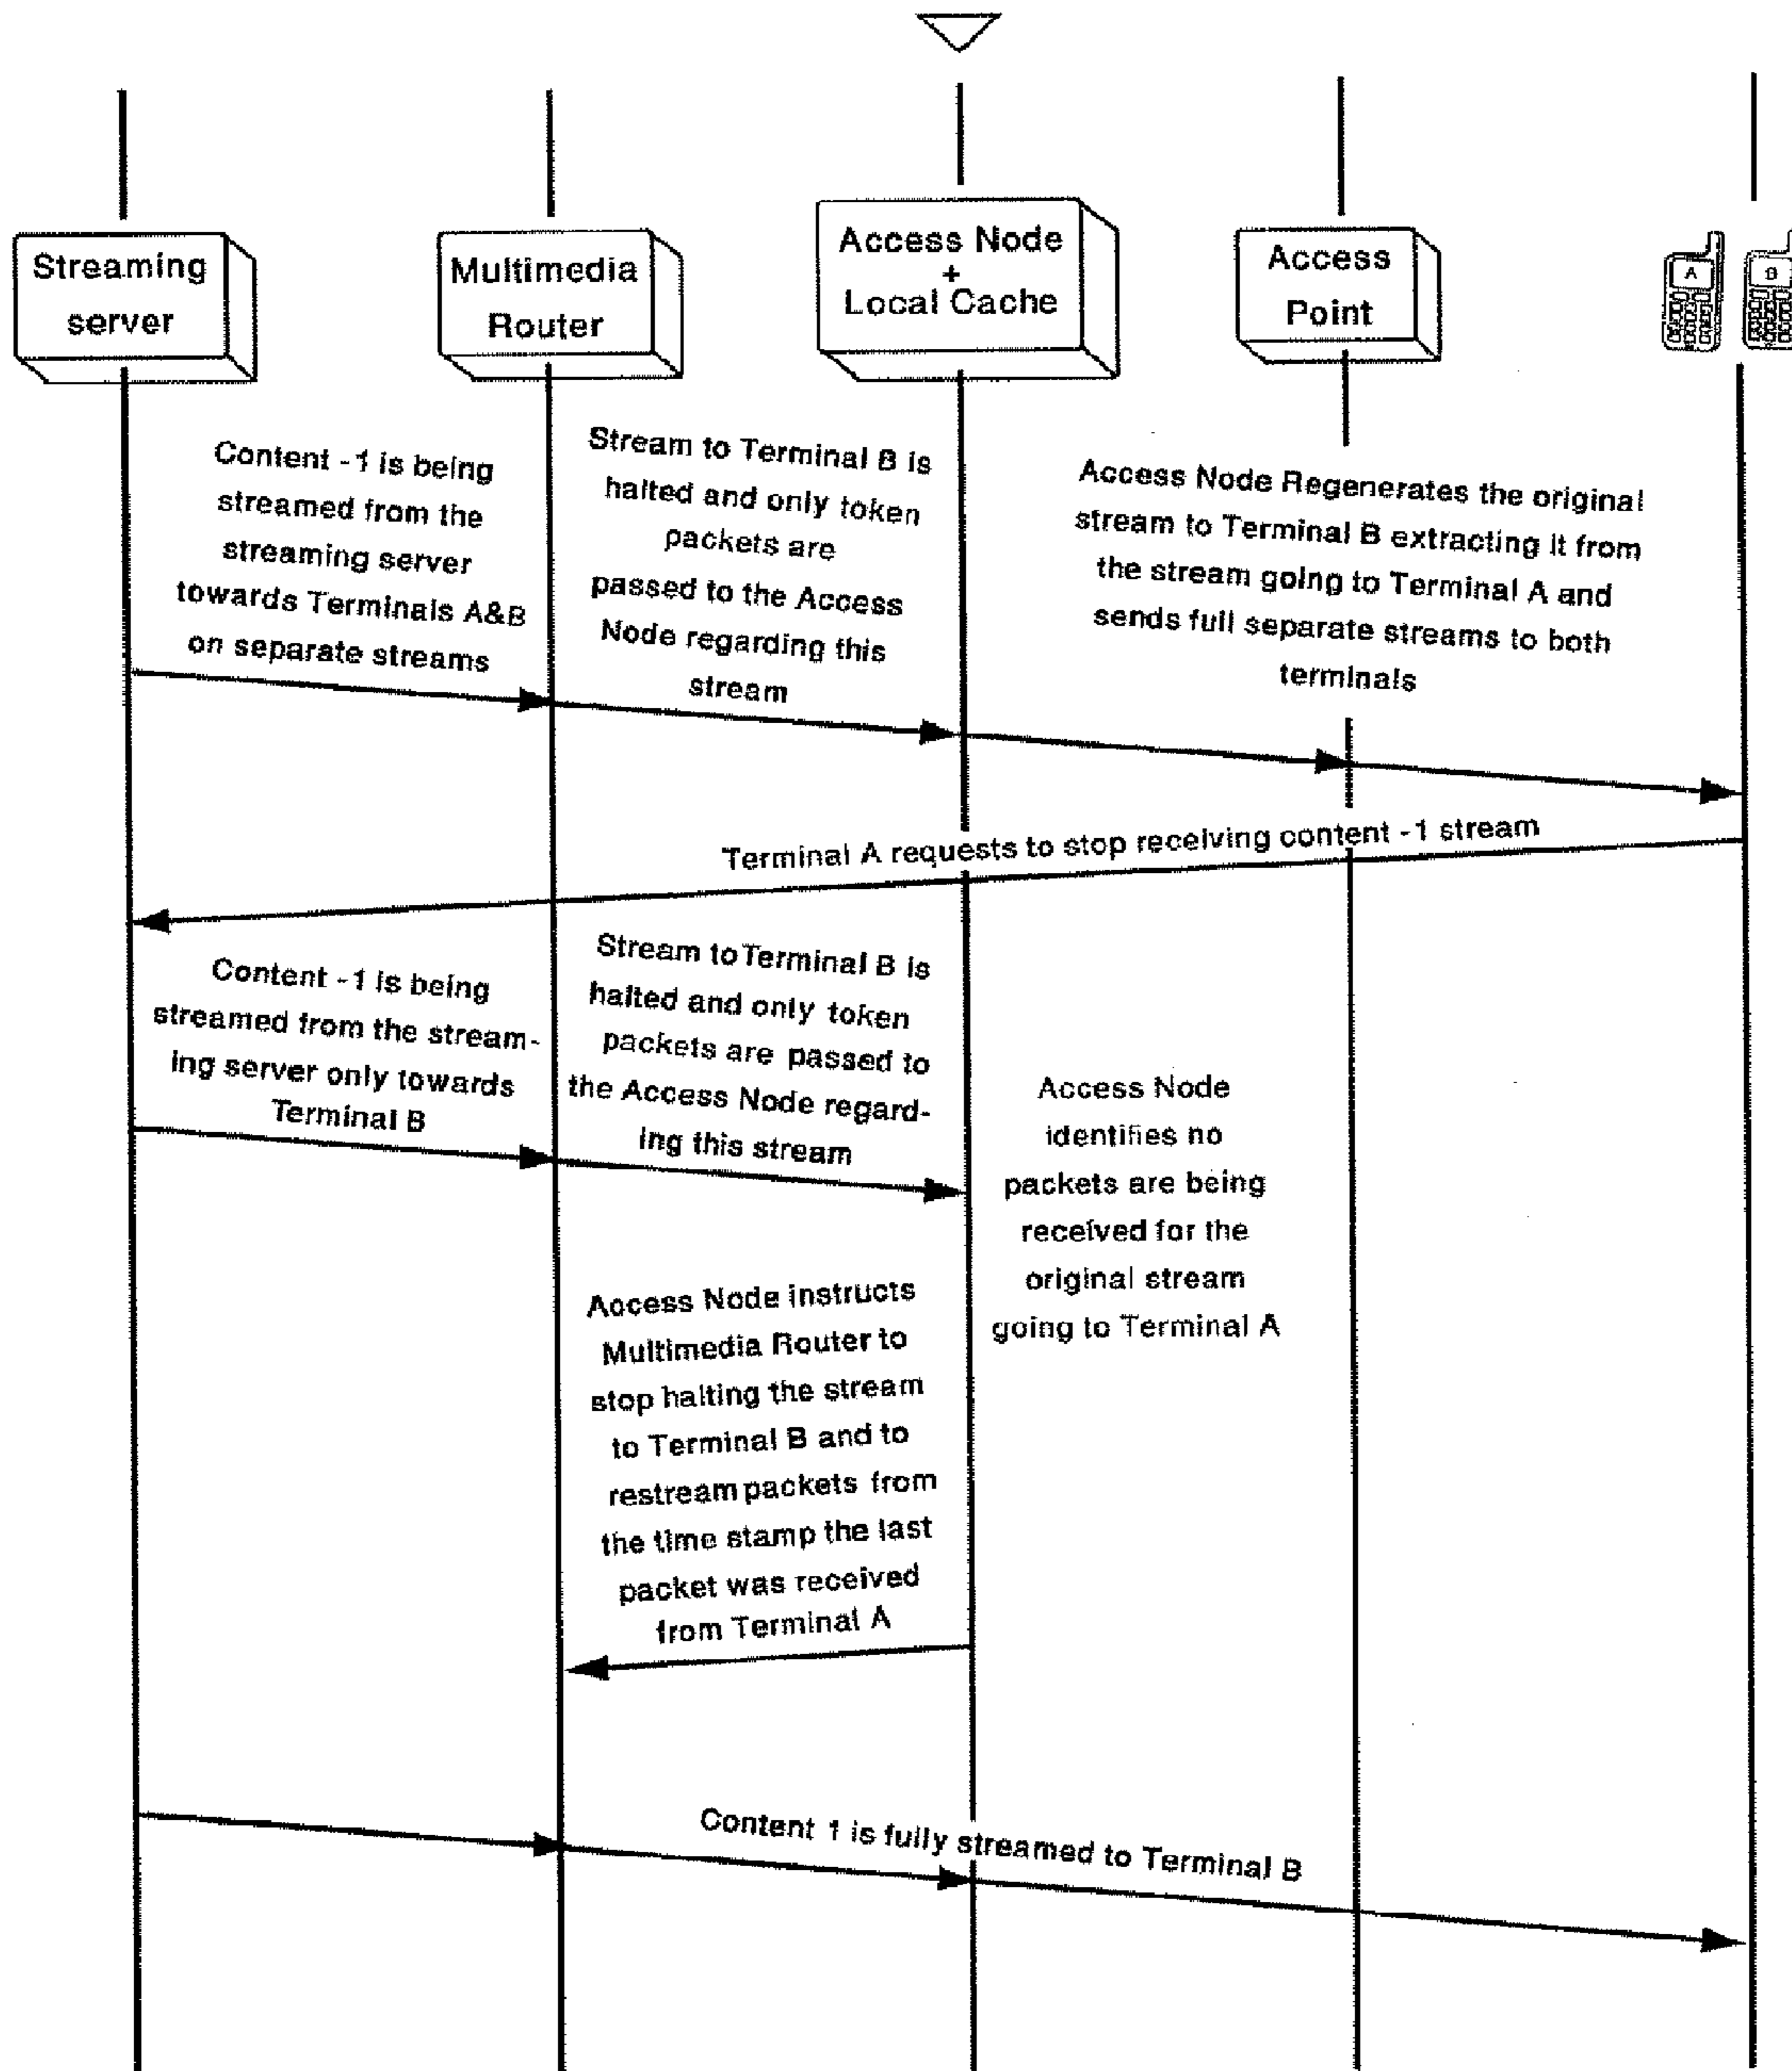 Streaming
server
Multimedia
Router
Access Node
+
Local Cache
Access
Point
A
B
Content -1 is being
streamed from the
streaming server
towards Terminals A&B
on separate streams
Stream to Terminal B is
halted and only token
packets are
passed to the Access
Node regarding this
stream
Access Node Regenerates the original
stream to Terminal B extracting it from
the stream going to Terminal A and
sends full separate streams to both
terminals
Terminal A requests to stop receiving content -1 stream
Content -1 is being
streamed from the stream-
ing server only towards
Terminal B
Stream to Terminal B is
halted and only token
packets are passed to
the Access Node regard-
ing this stream
Access Node
identifies no
packets are being
received for the
original stream
going to Terminal A
Access Node instructs
Multimedia Router to
stop halting the stream
to Terminal B and to
restream packets from
the time stamp the last
packet was received
from Terminal A
Content 1 is fully streamed to Terminal B